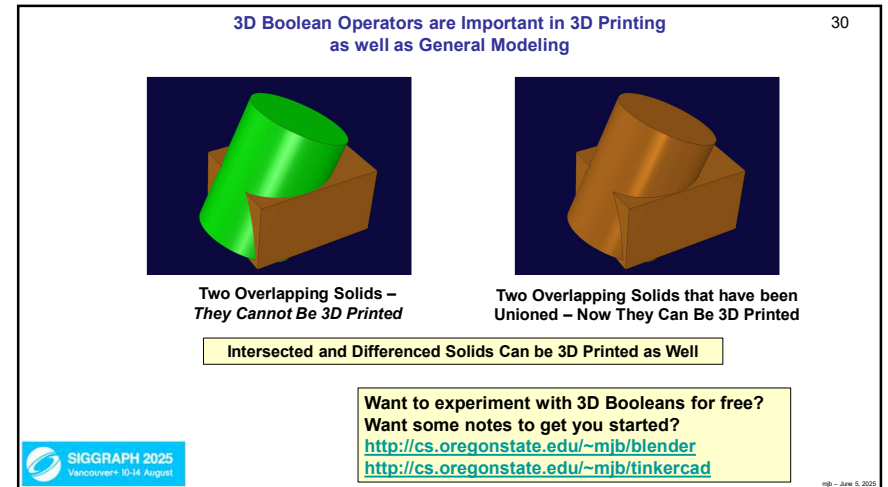 3D Boolean Operators are Important in 3D Printing
as well as General Modeling
30
Two Overlapping Solids –
They Cannot Be 3D Printed
Two Overlapping Solids that have been
Unioned – Now They Can Be 3D Printed
Intersected and Differenced Solids Can be 3D Printed as Well
Want to experiment with 3D Booleans for free?
Want some notes to get you started?
http://cs.oregonstate.edu/~mjb/blender
http://cs.oregonstate.edu/~mjb/tinkercad
SIGGRAPH 2025
Vancouver+ 10-14 August
mjb – June 5, 2025